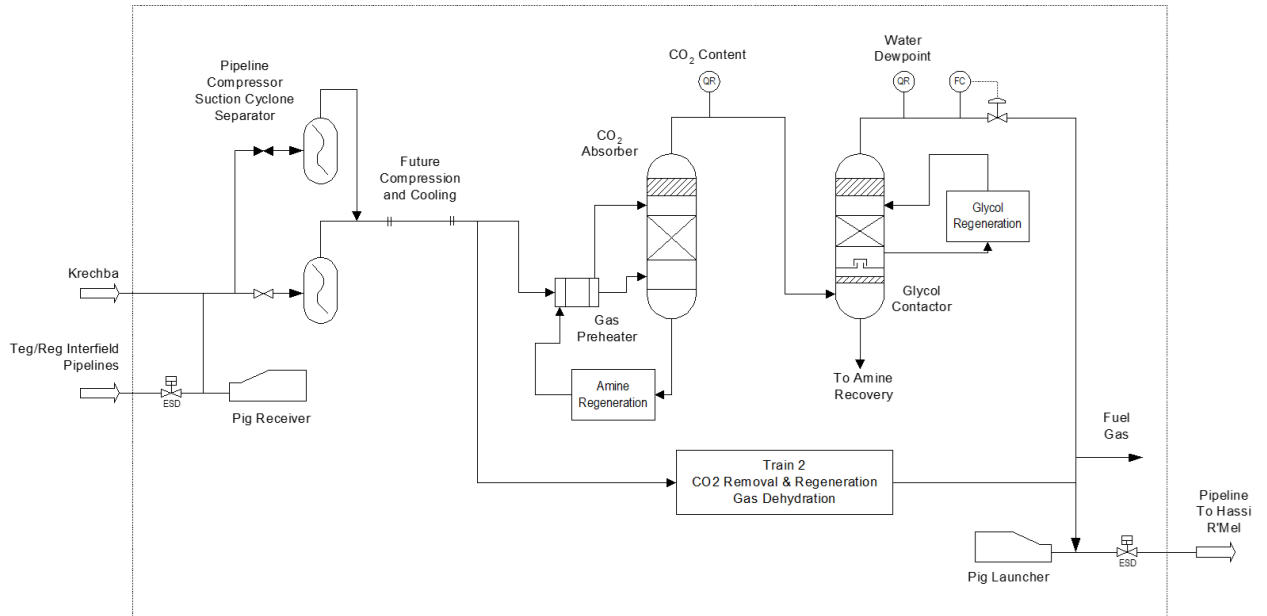 Pipeline
Compressor
Suction Cyclone
Separator
CO2 Content
QR
Water
Dewpoint
QR
FC
CO2
Absorber
Future
Compression
and Cooling
Glycol
Regeneration
Krechba
Glycol
Contactor
Gas
Preheater
Teg/Reg Interfield
Pipelines
ESD
Pig Receiver
Amine
Regeneration
To Amine
Recovery
Fuel
Gas
Train 2
CO2 Removal & Regeneration
Gas Dehydration
Pipeline
To Hassi
R'Mel
Pig Launcher
ESD